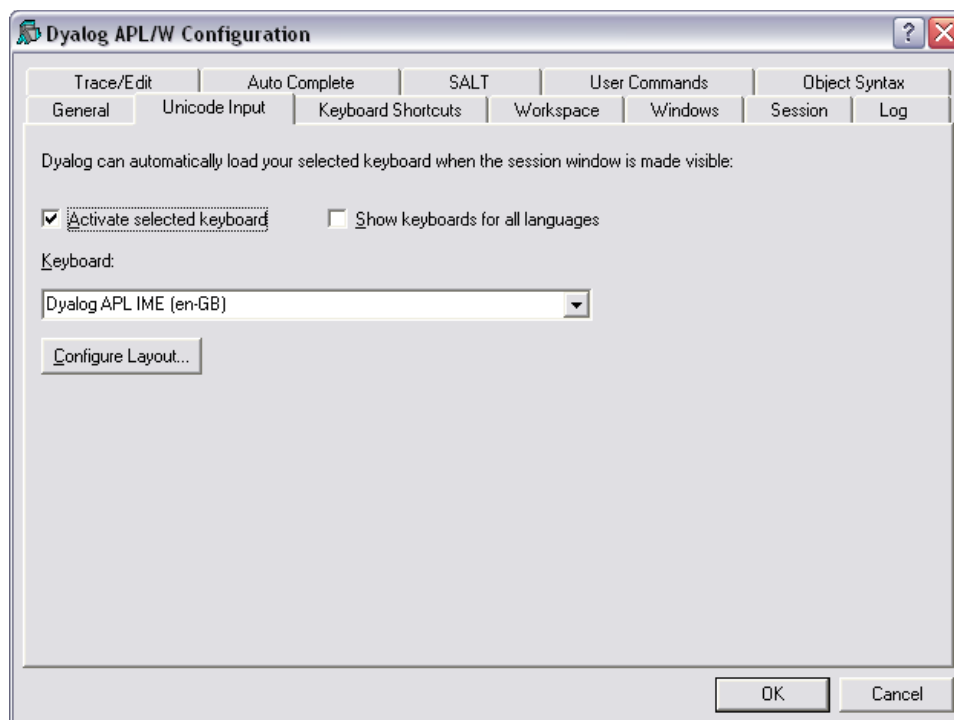 Dyalog APL/W Configuration
Trace/Edit Auto Complete SALT User Commands Object Syntax
General Unicode Input Keyboard Shortcuts Workspace Windows Session Log
Dyalog can automatically load your selected keyboard when the session window is made visible:
Activate selected keyboard Show keyboards for all languages
Keyboard:
Dyalog APL IME (en-GB)
Configure Layout...
OK Cancel